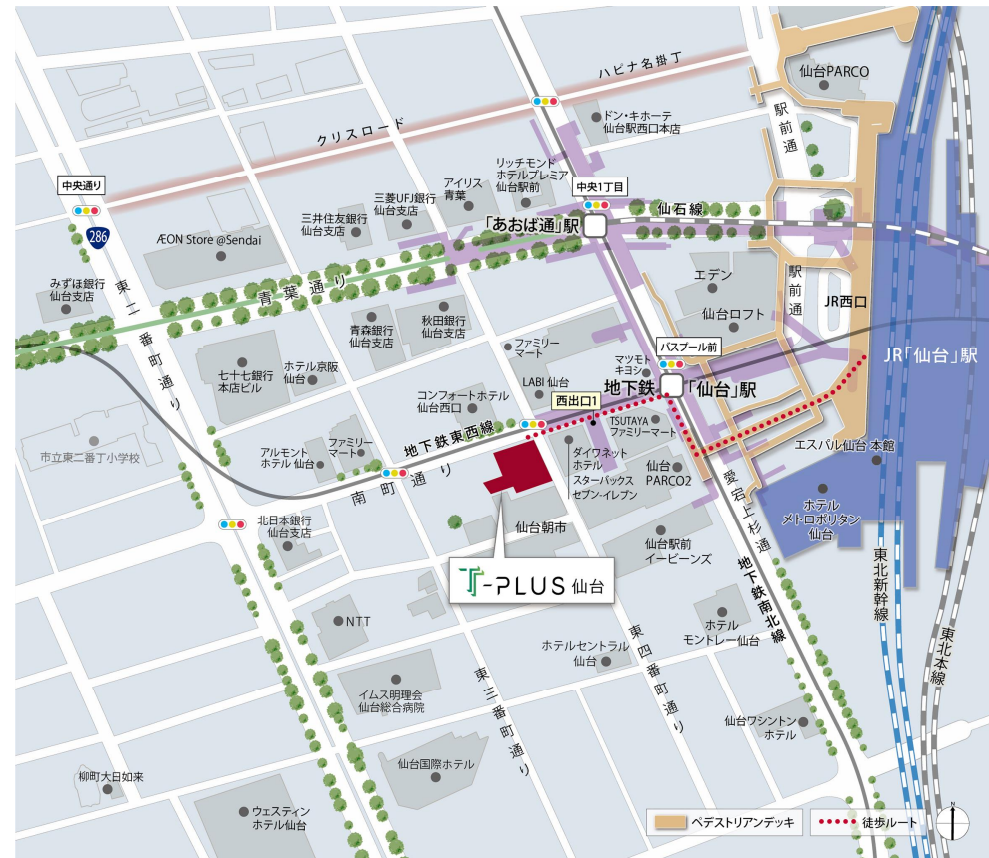 仙台PARCO
ハピナ名掛丁
駅前通
ドン・キホーテ
仙台駅西口本店
クリスロード
中央通り
286
リッチモンド
ホテルプレミア
仙台駅前
アイリス
青葉
中央1丁目
三菱UFJ銀行
仙台支店
三井住友銀行
仙台支店
仙石線
「あおば通」駅
ÆON Store @Sendai
エデン
駅前通
みずほ銀行
仙台支店
東二番町通り
青葉通り
JR西口
仙台ロフト
秋田銀行
仙台支店
青森銀行
仙台支店
バスプール前
ファミリー
マート
マツモト
キヨシ
JR「仙台」駅
七十七銀行
本店ビル
ホテル京阪
仙台
LABI 仙台
地下鉄「仙台」駅
コンフォートホテル
仙台西口
西出口1
TSUTAYA
ファミリーマート
地下鉄東西線
市立東二番丁小学校
アルモント
ホテル 仙台
ファミリー
マート
南町通り
ダイワネット
ホテル
スターバックス
セブン-イレブン
仙台
PARCO2
エスパル仙台 本館
愛宕上杉通
ホテル
メトロポリタン
仙台
北日本銀行
仙台支店
仙台朝市
仙台駅前
イービーンズ
東北新幹線
T-PLUS 仙台
地下鉄南北線
NTT
ホテル
モントレー仙台
東北本線
ホテルセントラル
仙台
東四番町通り
東三番町通り
イムス明理会
仙台総合病院
仙台ワシントン
ホテル
仙台国際ホテル
柳町大日如来
ウェスティン
ホテル仙台
ペデストリアンデッキ
徒歩ルート
N